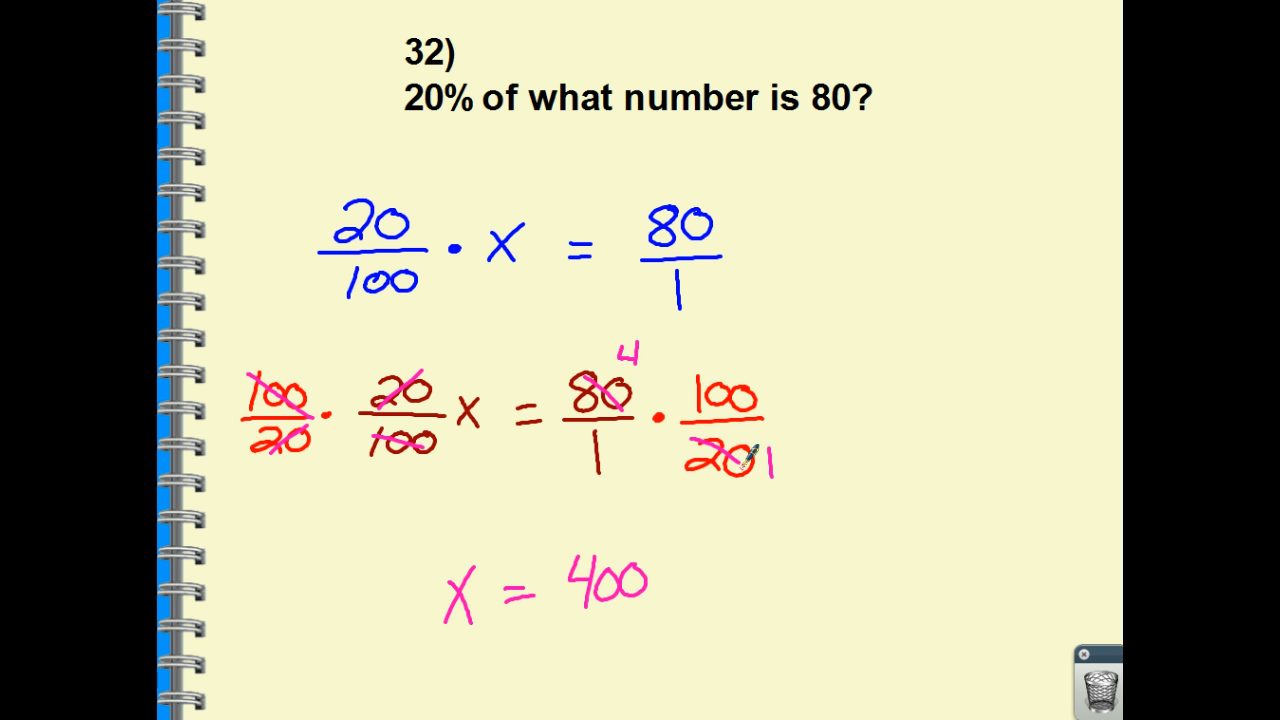 32)
20% of what number is 80?
20/100 · x = 80/1
4
100/20 · 20/100 x = 80/1 · 100/20 1
x = 400